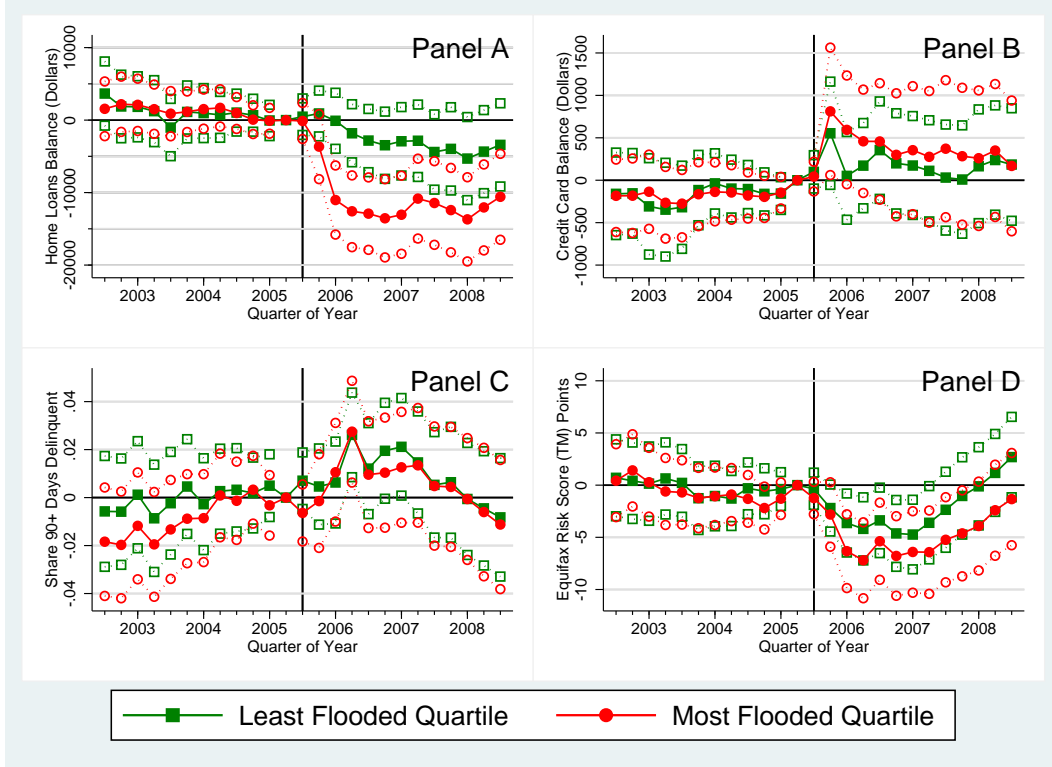 Panel A
Home Loans Balance (Dollars)
10000
0
-10000
-20000
2003 2004 2005 2006 2007 2008
Quarter of Year
Panel B
Credit Card Balance (Dollars)
1500
1000
500
0
-500
-1000
2003 2004 2005 2006 2007 2008
Quarter of Year
Panel C
Share 90+ Days Delinquent
.04
.02
0
-.02
-.04
2003 2004 2005 2006 2007 2008
Quarter of Year
Panel D
Equifax Risk Score (TM) Points
10
5
0
-5
-10
2003 2004 2005 2006 2007 2008
Quarter of Year
Least Flooded Quartile Most Flooded Quartile